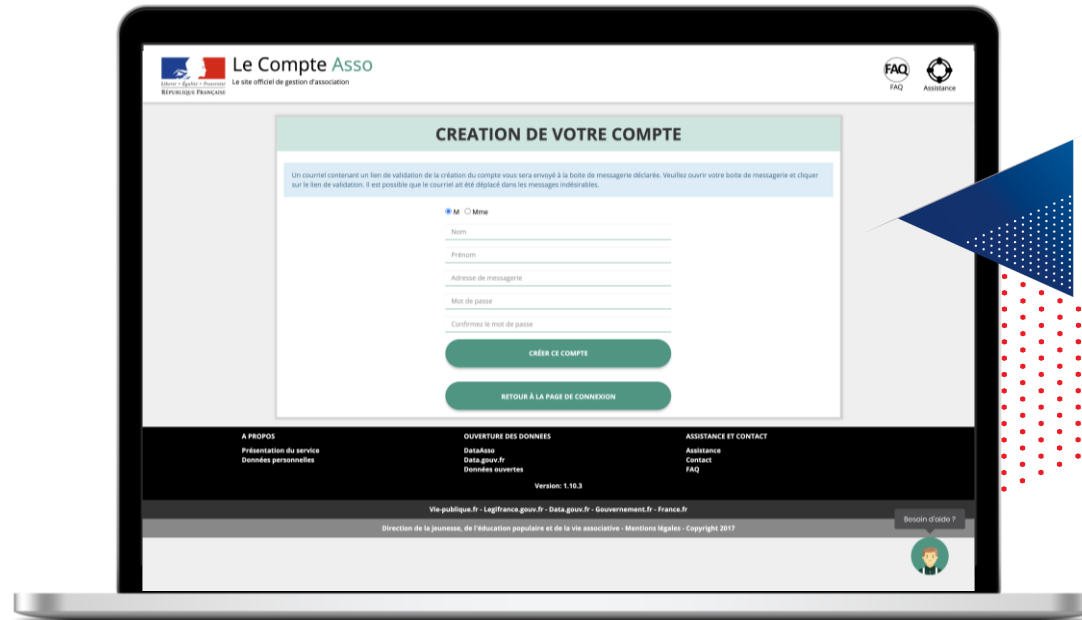 Le Compte Asso
Le site officiel de gestion d'association
Liberté • Égalité • Fraternité
RÉPUBLIQUE FRANÇAISE
FAQ
FAQ
Assistance
CREATION DE VOTRE COMPTE
Un courriel contenant un lien de validation de la création du compte vous sera envoyé à la boite de messagerie déclarée. Veuillez ouvrir votre boite de messagerie et cliquer
sur le lien de validation. Il est possible que le courriel ait été déplacé dans les messages indésirables.
M Mme
Nom
Prénom
Adresse de messagerie
Mot de passe
Confirmez le mot de passe
CRÉER CE COMPTE
RETOUR À LA PAGE DE CONNEXION
A PROPOS
Présentation du service
Données personnelles
OUVERTURE DES DONNEES
DataAsso
Data.gouv.fr
Données ouvertes
ASSISTANCE ET CONTACT
Assistance
Contact
FAQ
Version: 1.10.3
Vie-publique.fr - Legifrance.gouv.fr - Data.gouv.fr - Gouvernement.fr - France.fr
Direction de la jeunesse, de l'éducation populaire et de la vie associative - Mentions légales - Copyright 2017
Besoin d'aide ?